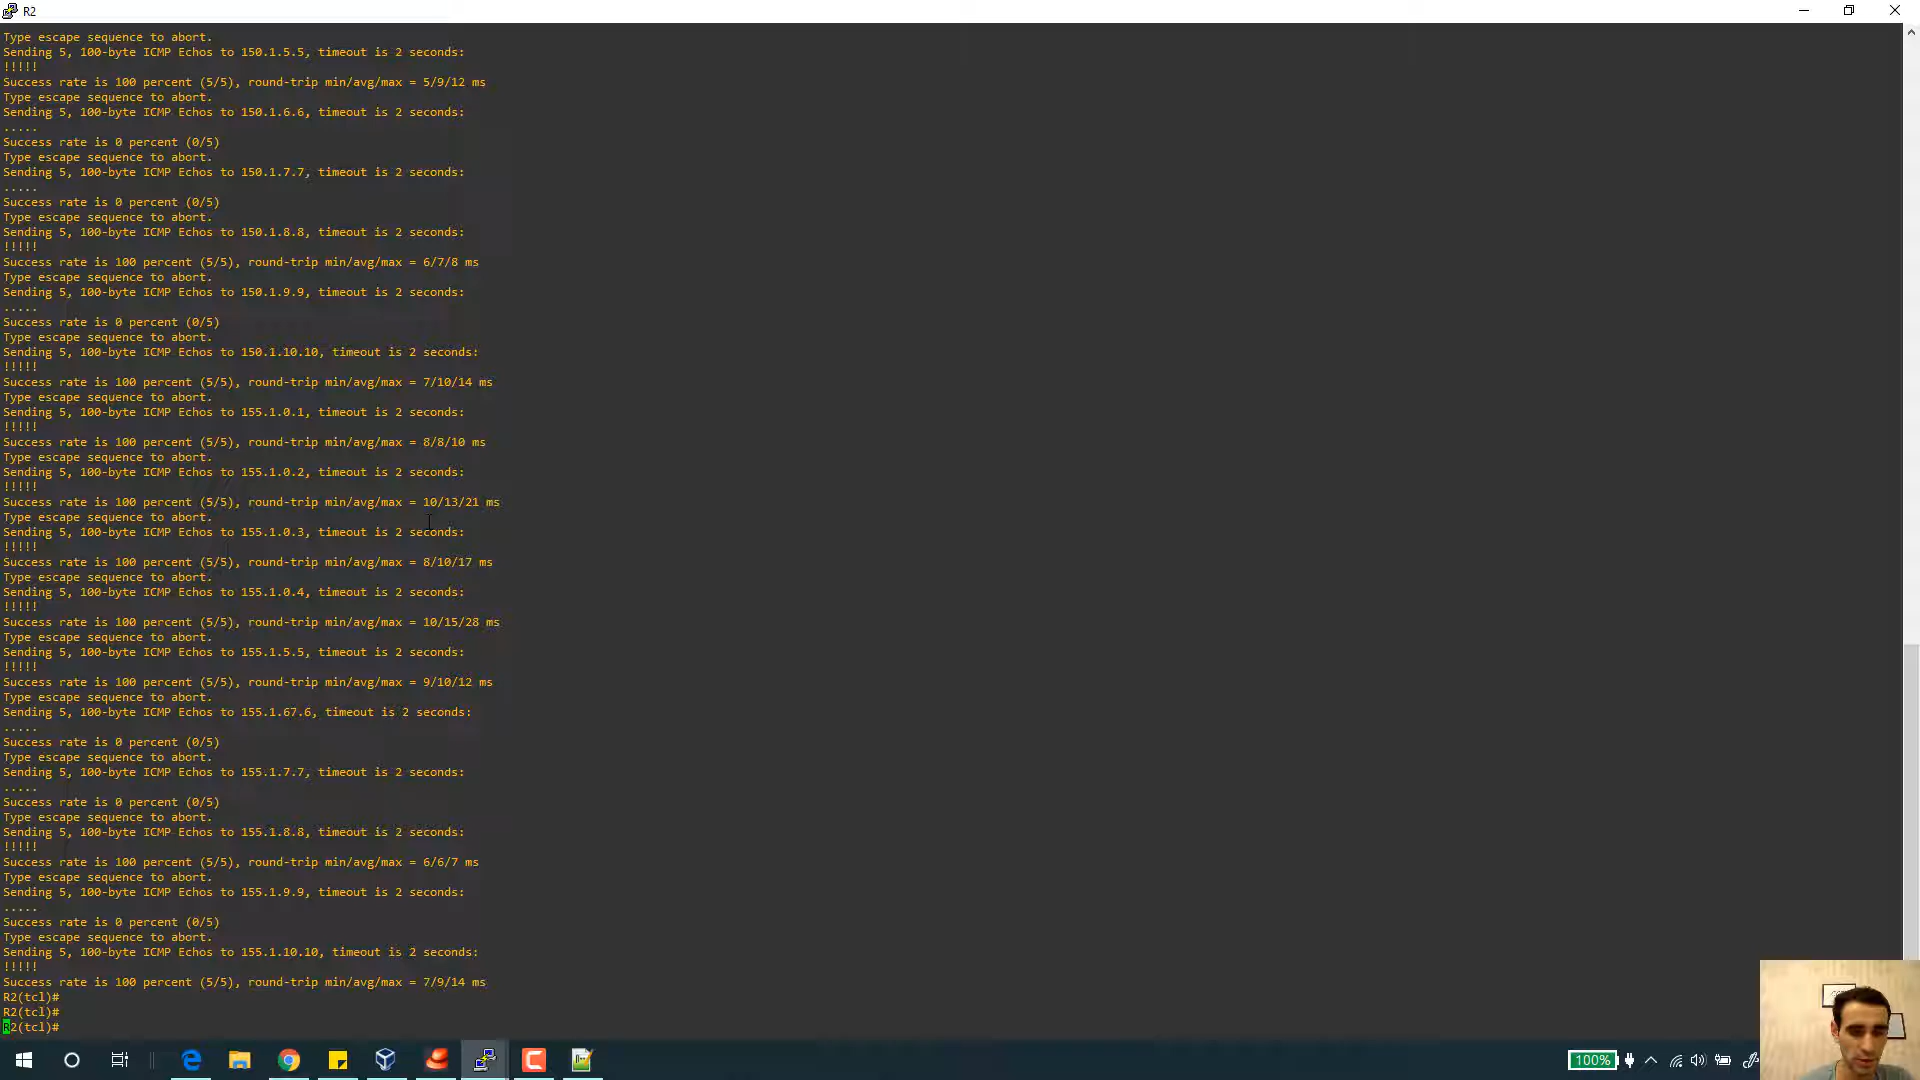 R2
Type escape sequence to abort.
Sending 5, 100-byte ICMP Echos to 150.1.5.5, timeout is 2 seconds:
!!!!!
Success rate is 100 percent (5/5), round-trip min/avg/max = 5/9/12 ms
Type escape sequence to abort.
Sending 5, 100-byte ICMP Echos to 150.1.6.6, timeout is 2 seconds:
.....
Success rate is 0 percent (0/5)
Type escape sequence to abort.
Sending 5, 100-byte ICMP Echos to 150.1.7.7, timeout is 2 seconds:
.....
Success rate is 0 percent (0/5)
Type escape sequence to abort.
Sending 5, 100-byte ICMP Echos to 150.1.8.8, timeout is 2 seconds:
!!!!!
Success rate is 100 percent (5/5), round-trip min/avg/max = 6/7/8 ms
Type escape sequence to abort.
Sending 5, 100-byte ICMP Echos to 150.1.9.9, timeout is 2 seconds:
.....
Success rate is 0 percent (0/5)
Type escape sequence to abort.
Sending 5, 100-byte ICMP Echos to 150.1.10.10, timeout is 2 seconds:
!!!!!
Success rate is 100 percent (5/5), round-trip min/avg/max = 7/10/14 ms
Type escape sequence to abort.
Sending 5, 100-byte ICMP Echos to 155.1.0.1, timeout is 2 seconds:
!!!!!
Success rate is 100 percent (5/5), round-trip min/avg/max = 8/8/10 ms
Type escape sequence to abort.
Sending 5, 100-byte ICMP Echos to 155.1.0.2, timeout is 2 seconds:
!!!!!
Success rate is 100 percent (5/5), round-trip min/avg/max = 10/13/21 ms
Type escape sequence to abort.
Sending 5, 100-byte ICMP Echos to 155.1.0.3, timeout is 2 seconds:
!!!!!
Success rate is 100 percent (5/5), round-trip min/avg/max = 8/10/17 ms
Type escape sequence to abort.
Sending 5, 100-byte ICMP Echos to 155.1.0.4, timeout is 2 seconds:
!!!!!
Success rate is 100 percent (5/5), round-trip min/avg/max = 10/15/28 ms
Type escape sequence to abort.
Sending 5, 100-byte ICMP Echos to 155.1.5.5, timeout is 2 seconds:
!!!!!
Success rate is 100 percent (5/5), round-trip min/avg/max = 9/10/12 ms
Type escape sequence to abort.
Sending 5, 100-byte ICMP Echos to 155.1.67.6, timeout is 2 seconds:
.....
Success rate is 0 percent (0/5)
Type escape sequence to abort.
Sending 5, 100-byte ICMP Echos to 155.1.7.7, timeout is 2 seconds:
.....
Success rate is 0 percent (0/5)
Type escape sequence to abort.
Sending 5, 100-byte ICMP Echos to 155.1.8.8, timeout is 2 seconds:
!!!!!
Success rate is 100 percent (5/5), round-trip min/avg/max = 6/6/7 ms
Type escape sequence to abort.
Sending 5, 100-byte ICMP Echos to 155.1.9.9, timeout is 2 seconds:
.....
Success rate is 0 percent (0/5)
Type escape sequence to abort.
Sending 5, 100-byte ICMP Echos to 155.1.10.10, timeout is 2 seconds:
!!!!!
Success rate is 100 percent (5/5), round-trip min/avg/max = 7/9/14 ms
R2(tcl)#
R2(tcl)#
R2(tcl)#
100%